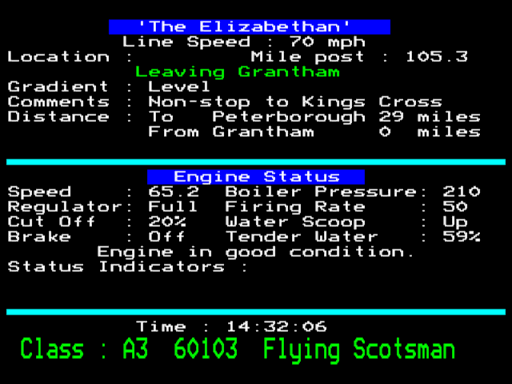 'The Elizabethan'
Line Speed : 70 mph
Location : Mile post : 105.3
Leaving Grantham
Gradient : Level
Comments : Non-stop to Kings Cross
Distance : To Peterborough 29 miles
From Grantham 0 miles
Engine Status
Speed : 65.2 Boiler Pressure: 210
Regulator: Full Firing Rate : 50
Cut Off : 20% Water Scoop : Up
Brake : Off Tender Water : 59%
Engine in good condition.
Status Indicators :
Time : 14:32:06
Class : A3 60103 Flying Scotsman